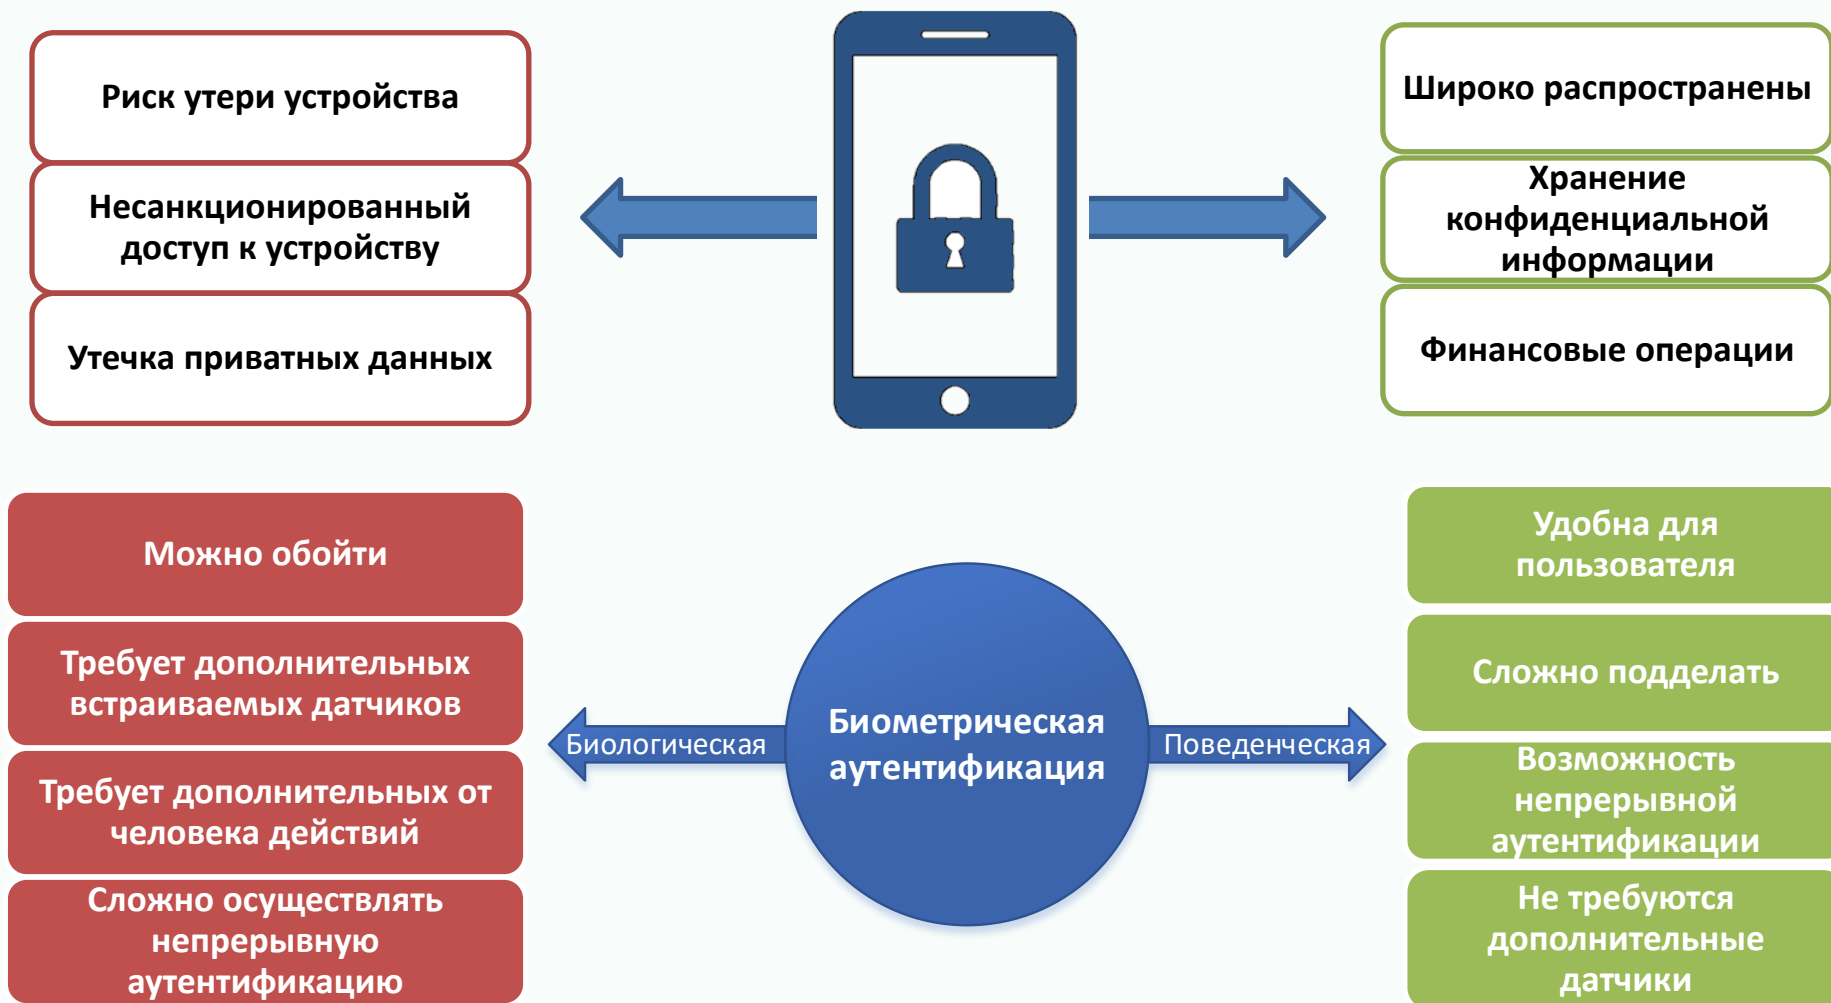 Риск утери устройства
Несанкционированный
доступ к устройству
Утечка приватных данных
Широко распространены
Хранение
конфиденциальной
информации
Финансовые операции
Можно обойти
Требует дополнительных
встраиваемых датчиков
Требует дополнительных от
человека действий
Сложно осуществлять
непрерывную
аутентификацию
Биологическая
Биометрическая
аутентификация
Поведенческая
Удобна для
пользователя
Сложно подделать
Возможность
непрерывной
аутентификации
Не требуются
дополнительные
датчики